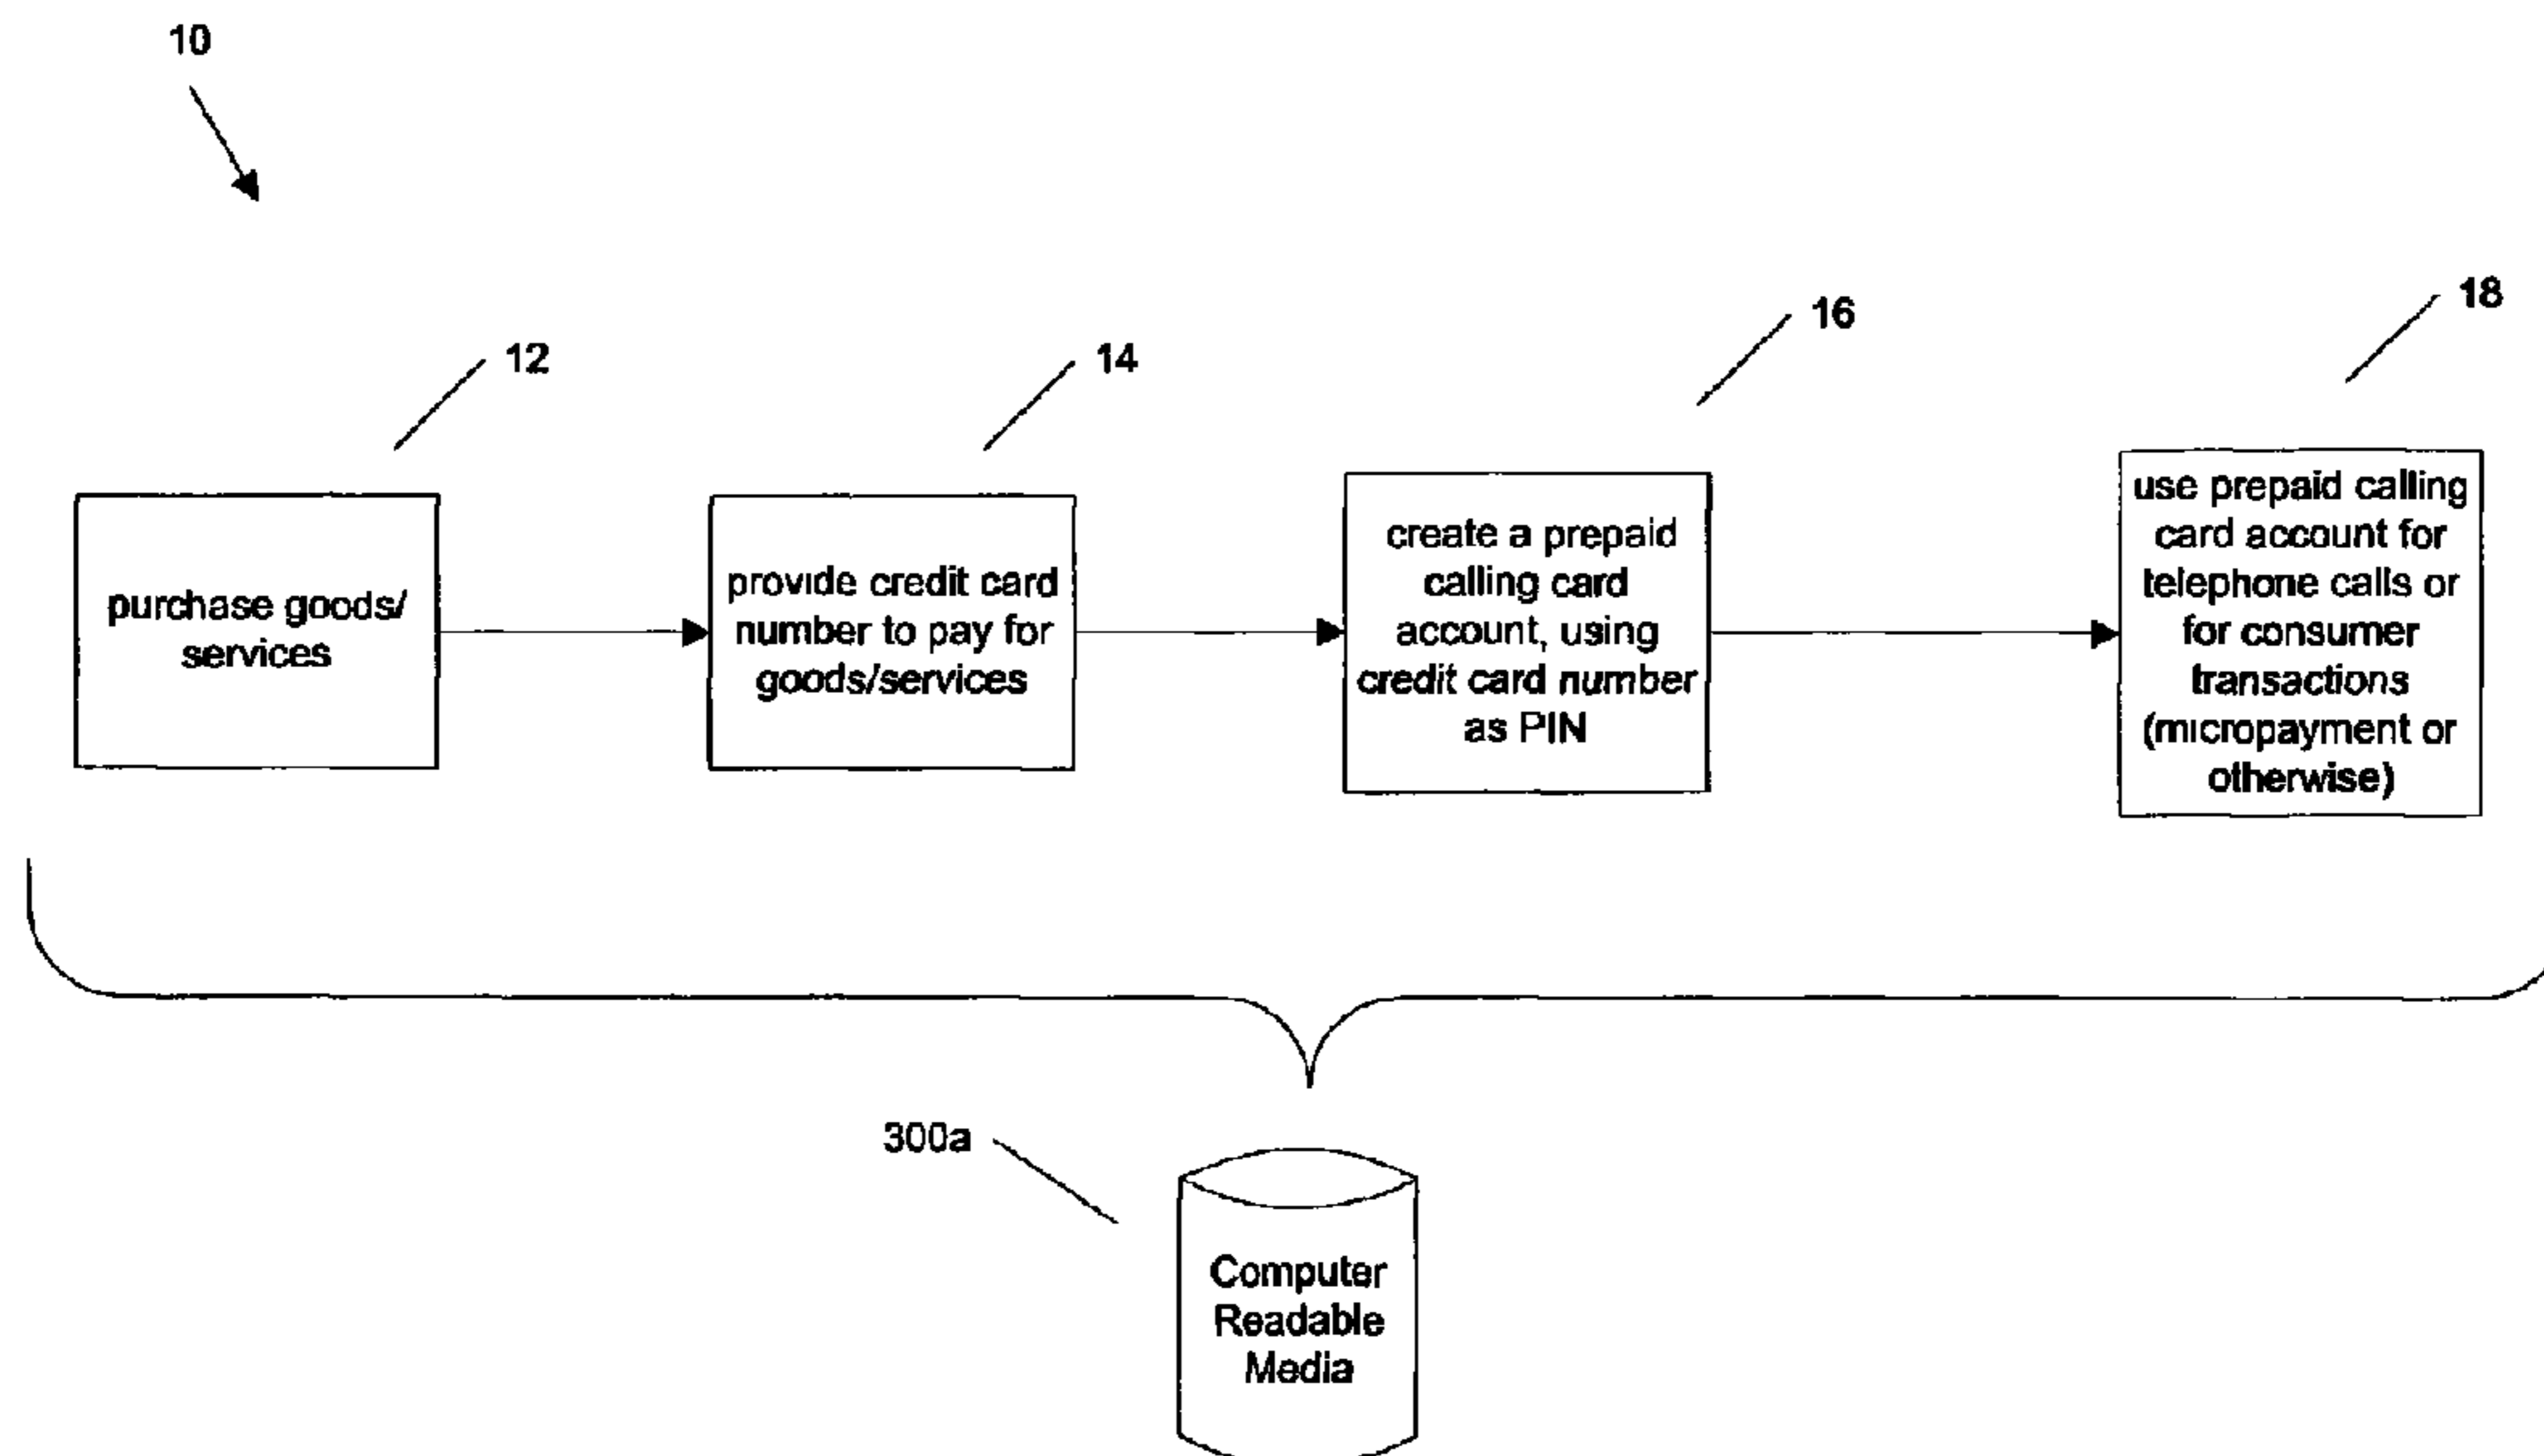 10
12
14
16
18
purchase goods/
services
provide credit card
number to pay for
goods/services
create a prepaid
calling card
account, using
credit card number
as PIN
use prepaid calling
card account for
telephone calls or
for consumer
transactions
(micropayment or
otherwise)
300a
Computer
Readable
Media